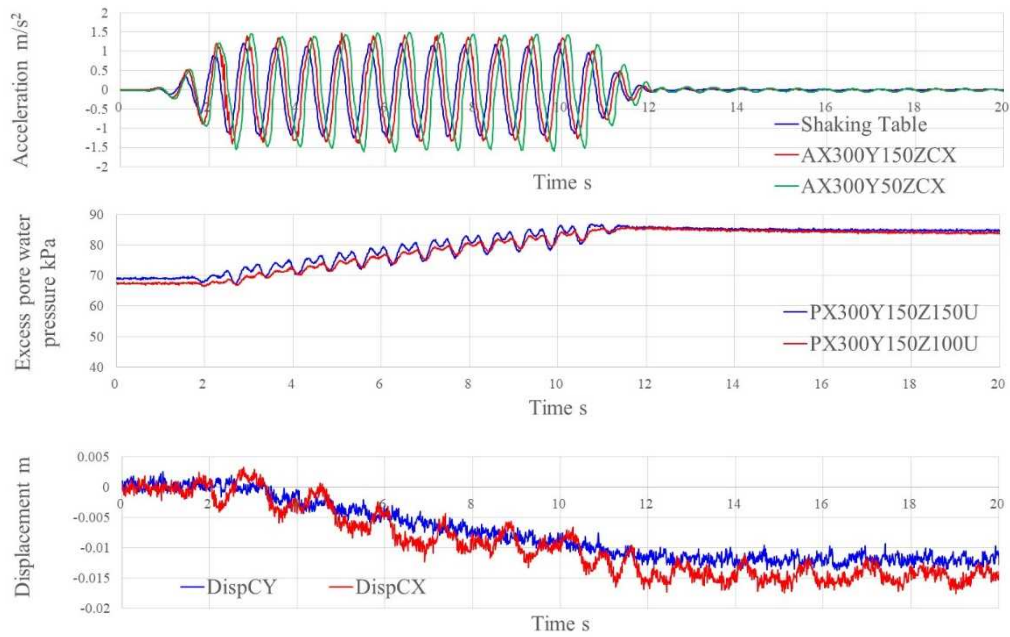 Acceleration m/s²
2
1.5
1
0.5
0
-0.5
-1
-1.5
-2
0 2 4 6 8 10 12 14 16 18 20
Shaking Table
AX300Y150ZCX
AX300Y50ZCX
Time s
Excess pore water
pressure kPa
90
80
70
60
50
40
PX300Y150Z150U
PX300Y150Z100U
0 2 4 6 8 10 12 14 16 18 20
Time s
Displacement m
0.005
0
-0.005
-0.01
-0.015
-0.02
0 2 4 6 8 10 12 14 16 18 20
DispCY DispCX
Time s